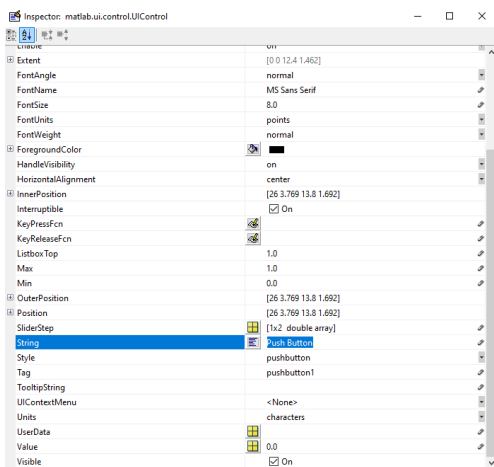 Inspector: matlab.ui.control.UIControl
Enable on
Extent [0 0 12.4 1.462]
FontAngle normal
FontName MS Sans Serif
FontSize 8.0
FontUnits points
FontWeight normal
ForegroundColor
HandleVisibility on
HorizontalAlignment center
InnerPosition [26 3.769 13.8 1.692]
Interruptible On
KeyPressFcn
KeyReleaseFcn
ListboxTop 1.0
Max 1.0
Min 0.0
OuterPosition [26 3.769 13.8 1.692]
Position [26 3.769 13.8 1.692]
SliderStep [1x2 double array]
String Push Button
Style pushbutton
Tag pushbutton1
TooltipString
UIContextMenu <None>
Units characters
UserData
Value 0.0
Visible On